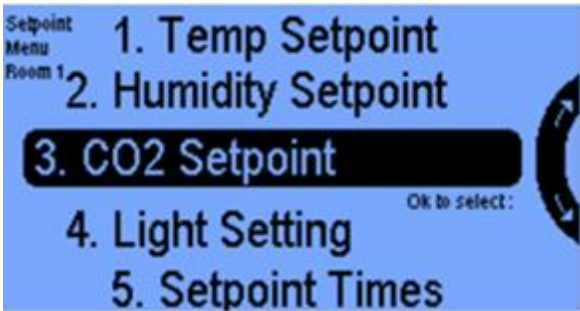 Setpoint
Menu
Room 1
1. Temp Setpoint
2. Humidity Setpoint
3. CO2 Setpoint
Ok to select:
4. Light Setting
5. Setpoint Times